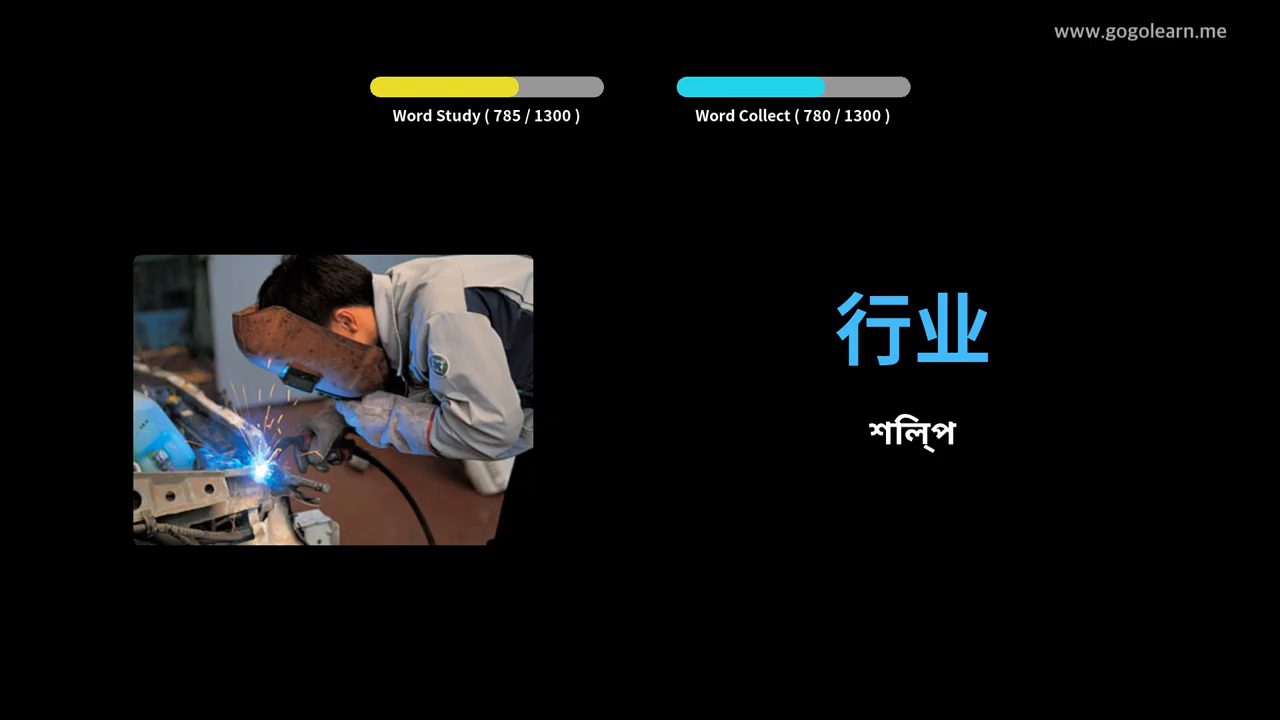 www.gogolearn.me
Word Study ( 785 / 1300 )
Word Collect ( 780 / 1300 )
行业
শিল্প